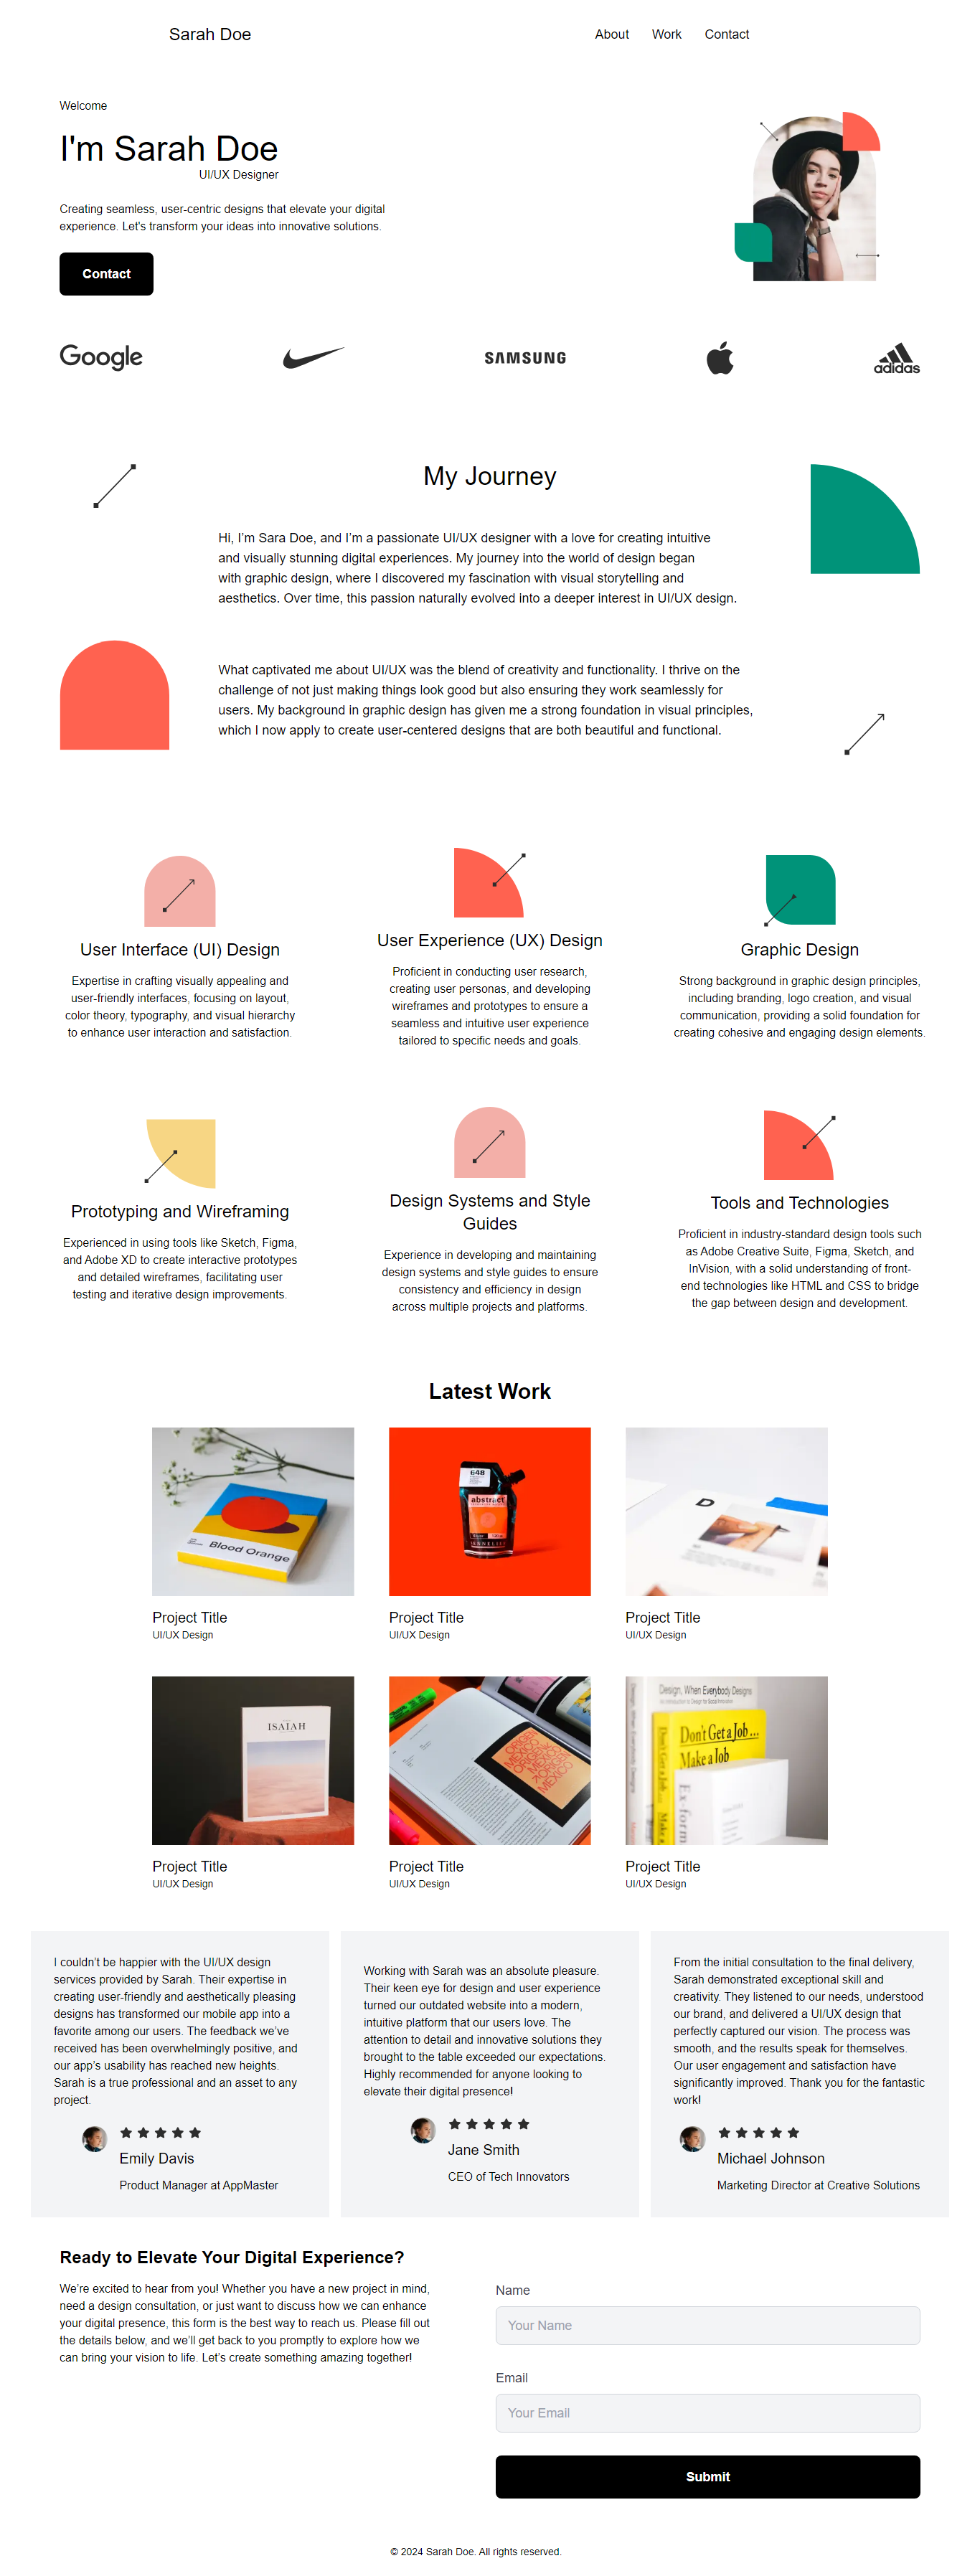 Sarah Doe
About Work Contact
Welcome
I'm Sarah Doe
UI/UX Designer
Creating seamless, user-centric designs that elevate your digital
experience. Let's transform your ideas into innovative solutions.
Contact
Google
SAMSUNG
adidas
My Journey
Hi, I'm Sara Doe, and I'm a passionate UI/UX designer with a love for creating intuitive
and visually stunning digital experiences. My journey into the world of design began
with graphic design, where I discovered my fascination with visual storytelling and
aesthetics. Over time, this passion naturally evolved into a deeper interest in UI/UX design.
What captivated me about UI/UX was the blend of creativity and functionality. I thrive on the
challenge of not just making things look good but also ensuring they work seamlessly for
users. My background in graphic design has given me a strong foundation in visual principles,
which I now apply to create user-centered designs that are both beautiful and functional.
User Interface (UI) Design
Expertise in crafting visually appealing and
user-friendly interfaces, focusing on layout,
color theory, typography, and visual hierarchy
to enhance user interaction and satisfaction.
User Experience (UX) Design
Proficient in conducting user research,
creating user personas, and developing
wireframes and prototypes to ensure a
seamless and intuitive user experience
tailored to specific needs and goals.
Graphic Design
Strong background in graphic design principles,
including branding, logo creation, and visual
communication, providing a solid foundation for
creating cohesive and engaging design elements.
Prototyping and Wireframing
Experienced in using tools like Sketch, Figma,
and Adobe XD to create interactive prototypes
and detailed wireframes, facilitating user
testing and iterative design improvements.
Design Systems and Style
Guides
Experience in developing and maintaining
design systems and style guides to ensure
consistency and efficiency in design
across multiple projects and platforms.
Tools and Technologies
Proficient in industry-standard design tools such
as Adobe Creative Suite, Figma, Sketch, and
InVision, with a solid understanding of front-
end technologies like HTML and CSS to bridge
the gap between design and development.
Latest Work
Blood Orange
648
abstract
SENNELIER
D
Project Title
UI/UX Design
Project Title
UI/UX Design
Project Title
UI/UX Design
ISAIAH
Design, When Everybody Designs
Don't Get a Job...
Make a Job
Ex form
Project Title
UI/UX Design
Project Title
UI/UX Design
Project Title
UI/UX Design
I couldn't be happier with the UI/UX design
services provided by Sarah. Their expertise in
creating user-friendly and aesthetically pleasing
designs has transformed our mobile app into a
favorite among our users. The feedback we've
received has been overwhelmingly positive, and
our app's usability has reached new heights.
Sarah is a true professional and an asset to any
project.
Emily Davis
Product Manager at AppMaster
Working with Sarah was an absolute pleasure.
Their keen eye for design and user experience
turned our outdated website into a modern,
intuitive platform that our users love. The
attention to detail and innovative solutions they
brought to the table exceeded our expectations.
Highly recommended for anyone looking to
elevate their digital presence!
Jane Smith
CEO of Tech Innovators
From the initial consultation to the final delivery,
Sarah demonstrated exceptional skill and
creativity. They listened to our needs, understood
our brand, and delivered a UI/UX design that
perfectly captured our vision. The process was
smooth, and the results speak for themselves.
Our user engagement and satisfaction have
significantly improved. Thank you for the fantastic
work!
Michael Johnson
Marketing Director at Creative Solutions
Ready to Elevate Your Digital Experience?
We're excited to hear from you! Whether you have a new project in mind,
need a design consultation, or just want to discuss how we can enhance
your digital presence, this form is the best way to reach us. Please fill out
the details below, and we'll get back to you promptly to explore how we
can bring your vision to life. Let's create something amazing together!
Name
Your Name
Email
Your Email
Submit
© 2024 Sarah Doe. All rights reserved.